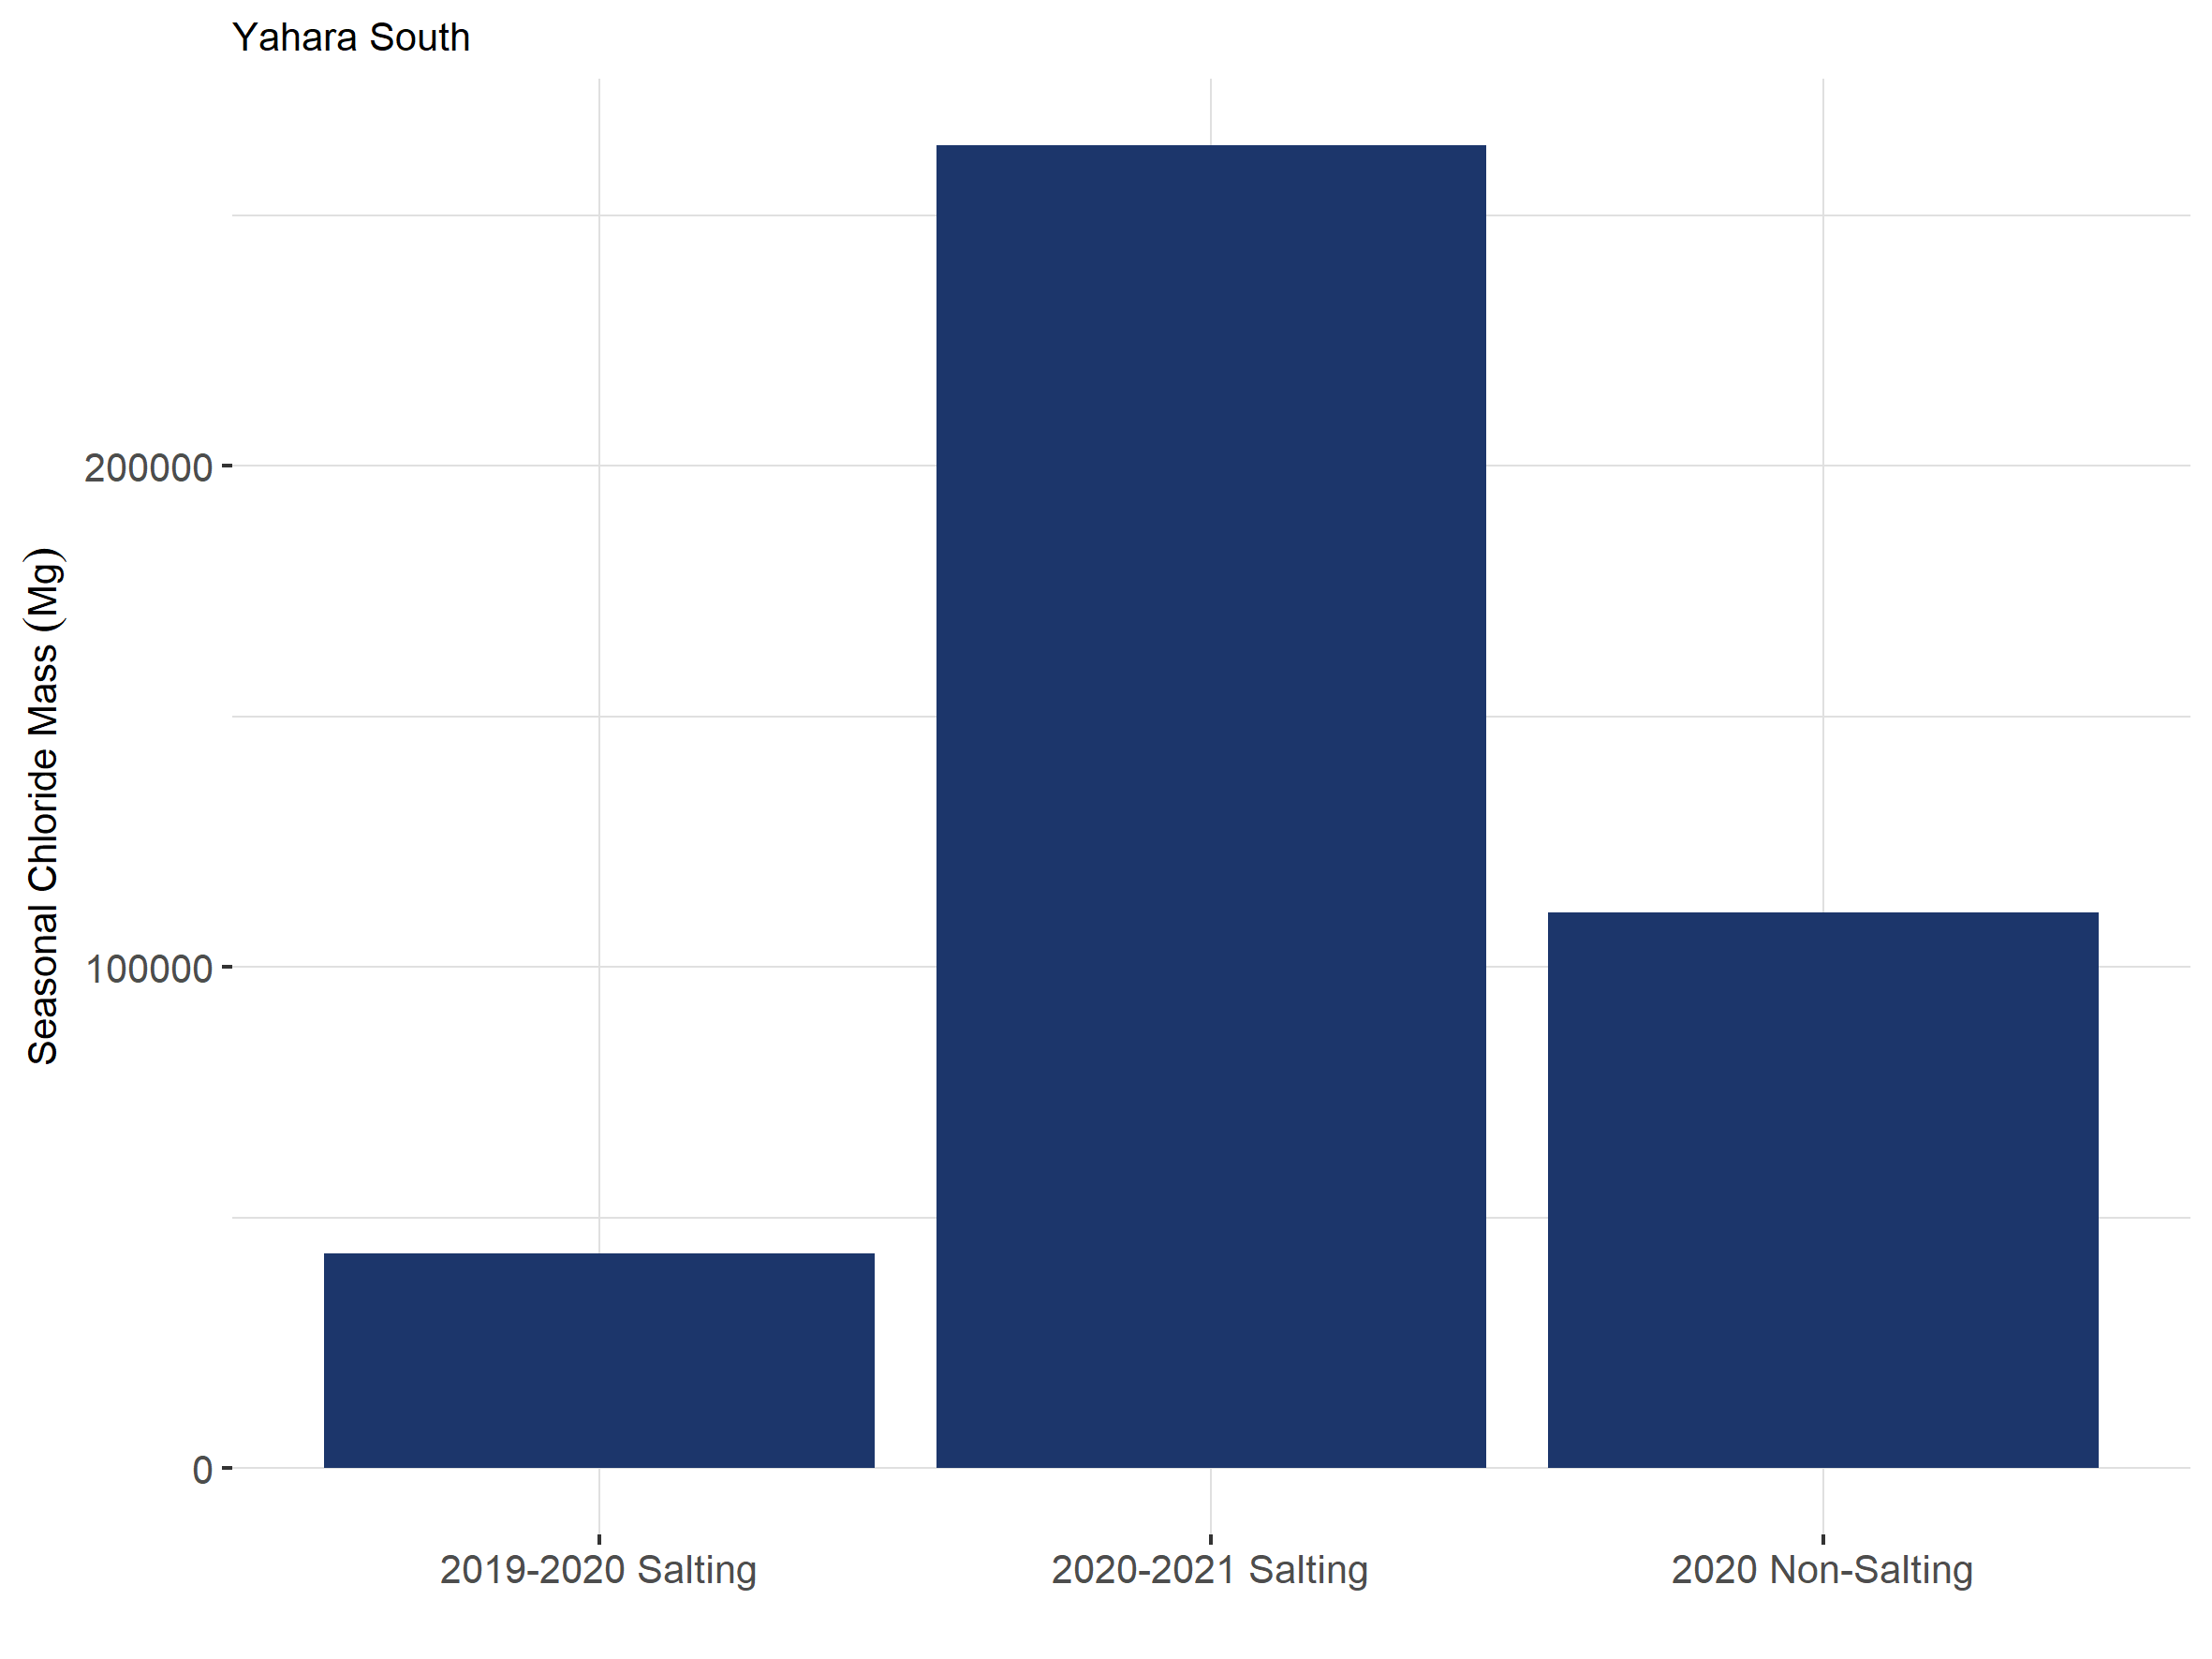 Yahara South
Seasonal Chloride Mass (Mg)
200000
100000
0
2019-2020 Salting
2020-2021 Salting
2020 Non-Salting